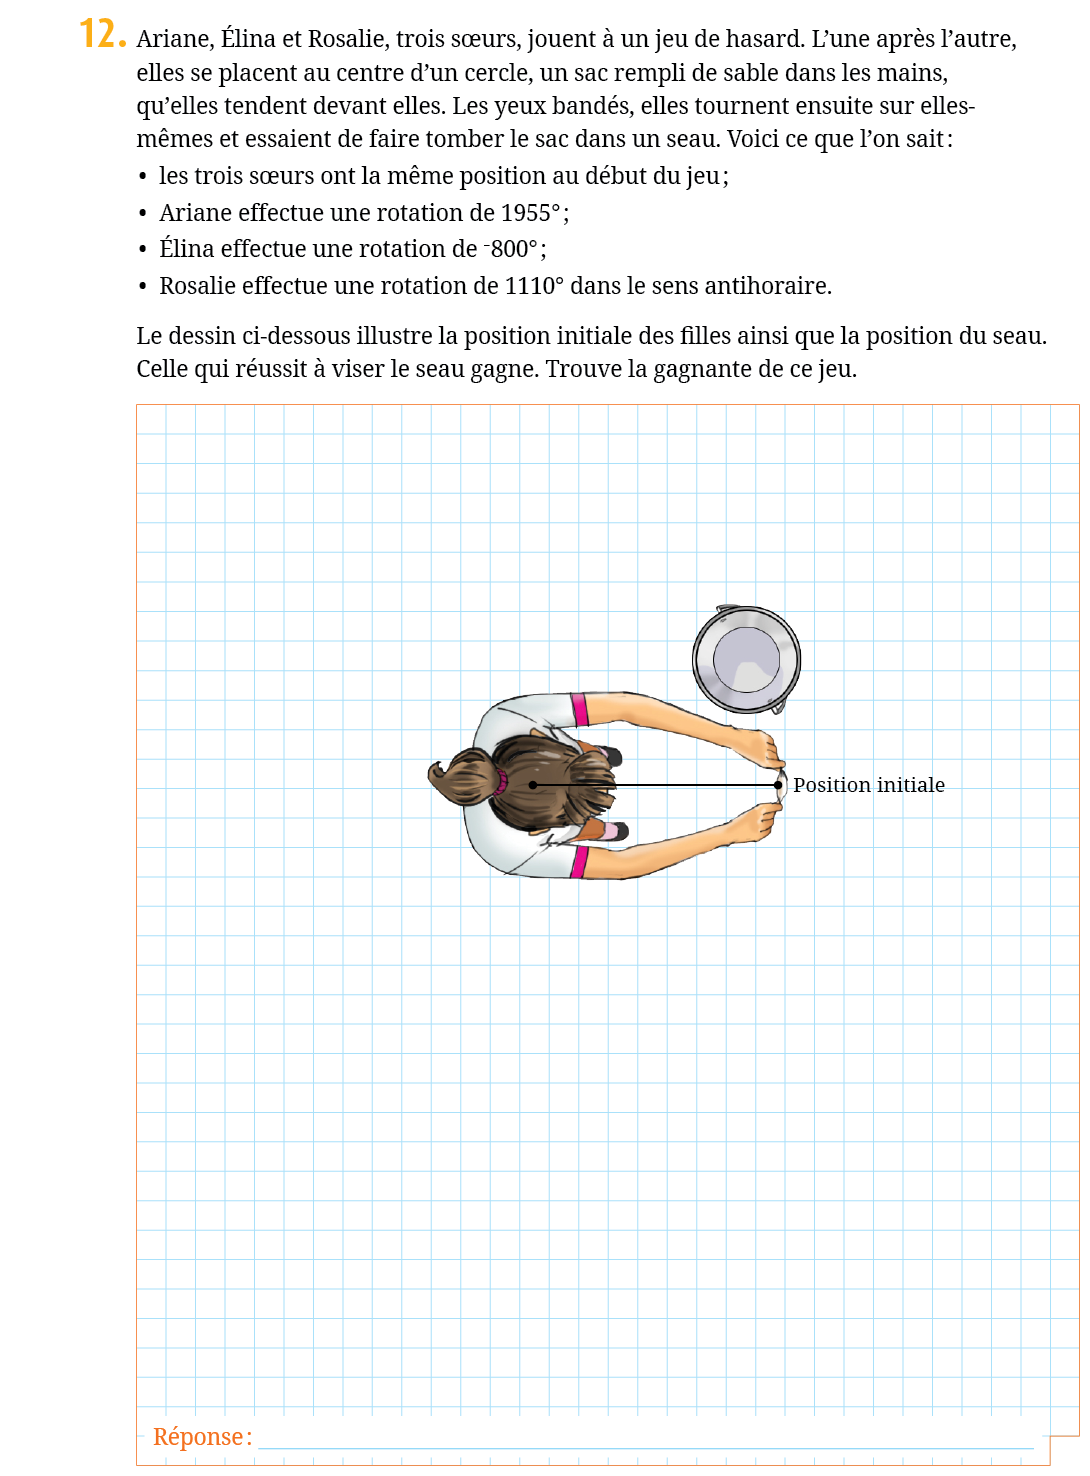 12. Ariane, Élina et Rosalie, trois sœurs, jouent à un jeu de hasard. L’une après l’autre,
elles se placent au centre d’un cercle, un sac rempli de sable dans les mains,
qu’elles tendent devant elles. Les yeux bandés, elles tournent ensuite sur elles-
mêmes et essaient de faire tomber le sac dans un seau. Voici ce que l’on sait :
• les trois sœurs ont la même position au début du jeu ;
• Ariane effectue une rotation de 1955° ;
• Élina effectue une rotation de ⁻800° ;
• Rosalie effectue une rotation de 1110° dans le sens antihoraire.
Le dessin ci-dessous illustre la position initiale des filles ainsi que la position du seau.
Celle qui réussit à viser le seau gagne. Trouve la gagnante de ce jeu.
Position initiale
Réponse :